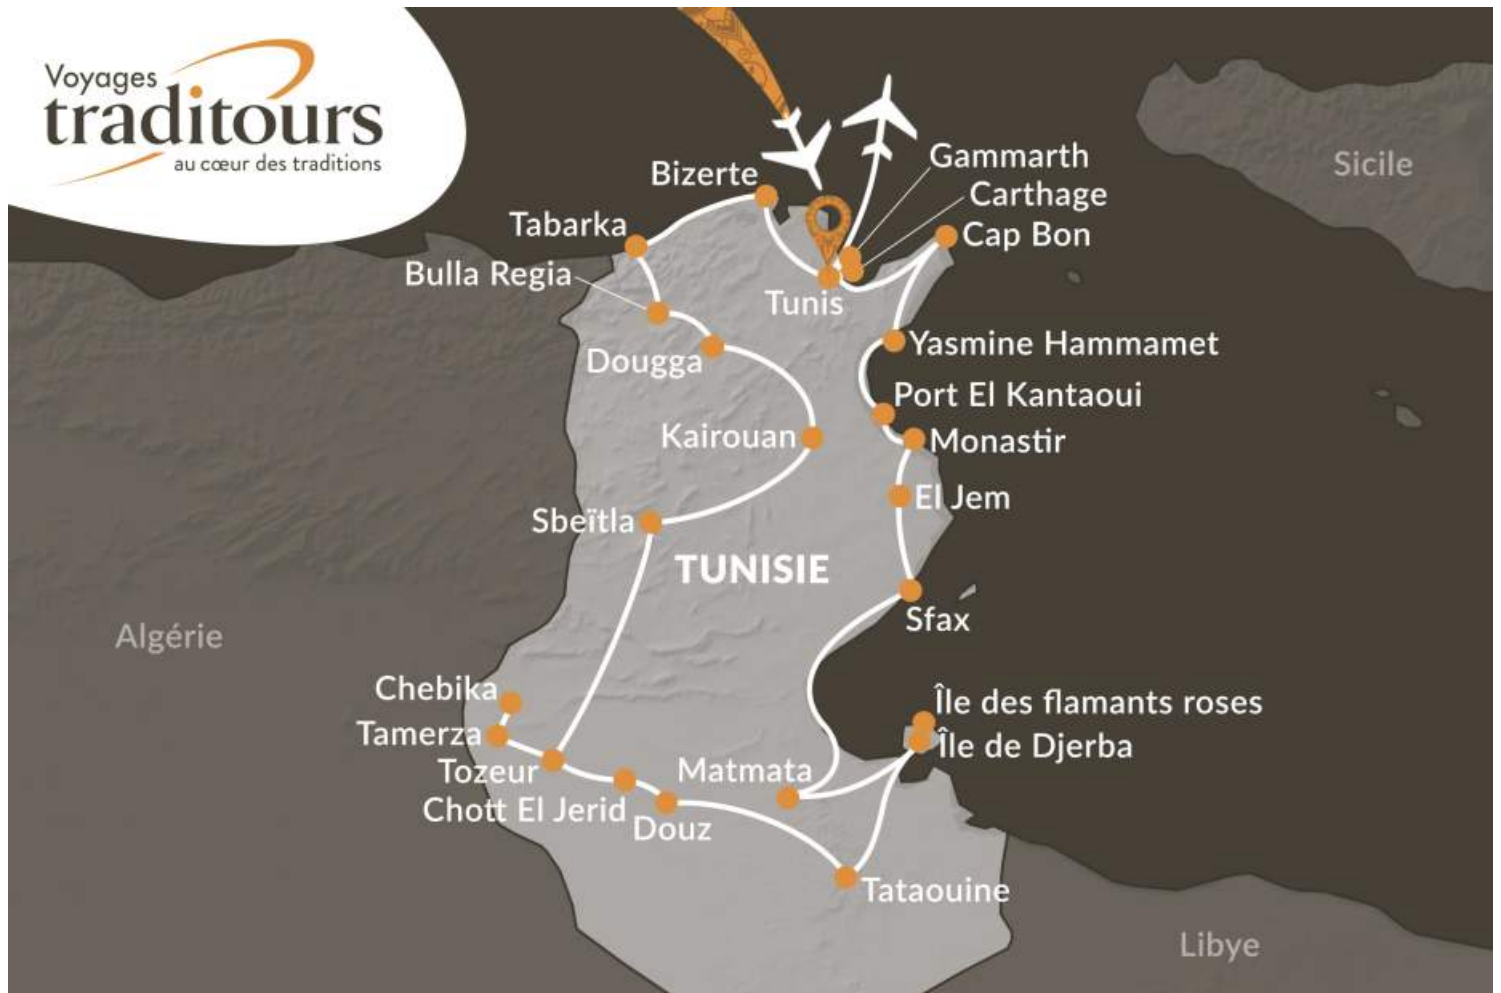 Voyages
traditours
au cœur des traditions
Gammarth
Sicile
Bizerte
Carthage
Tabarka
Cap Bon
Bulla Regia
Tunis
Yasmine Hammamet
Dougga
Port El Kantaoui
Kairouan
Monastir
El Jem
Sbeïtla
TUNISIE
Sfax
Algérie
Chebika
Île des flamants roses
Tamerza
Île de Djerba
Tozeur
Matmata
Chott El Jerid
Douz
Tataouine
Libye